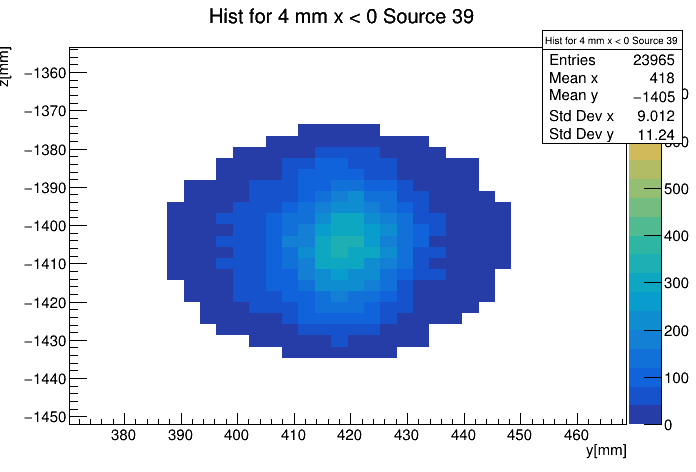 Hist for 4 mm x < 0 Source 39
Hist for 4 mm x < 0 Source 39
Entries 23965
Mean x 418
Mean y −1405
Std Dev x 9.012
Std Dev y 11.24
z[mm]
−1360
−1370
−1380
−1390
−1400
−1410
−1420
−1430
−1440
−1450
380 390 400 410 420 430 440 450 460
y[mm]
500
400
300
200
100
0